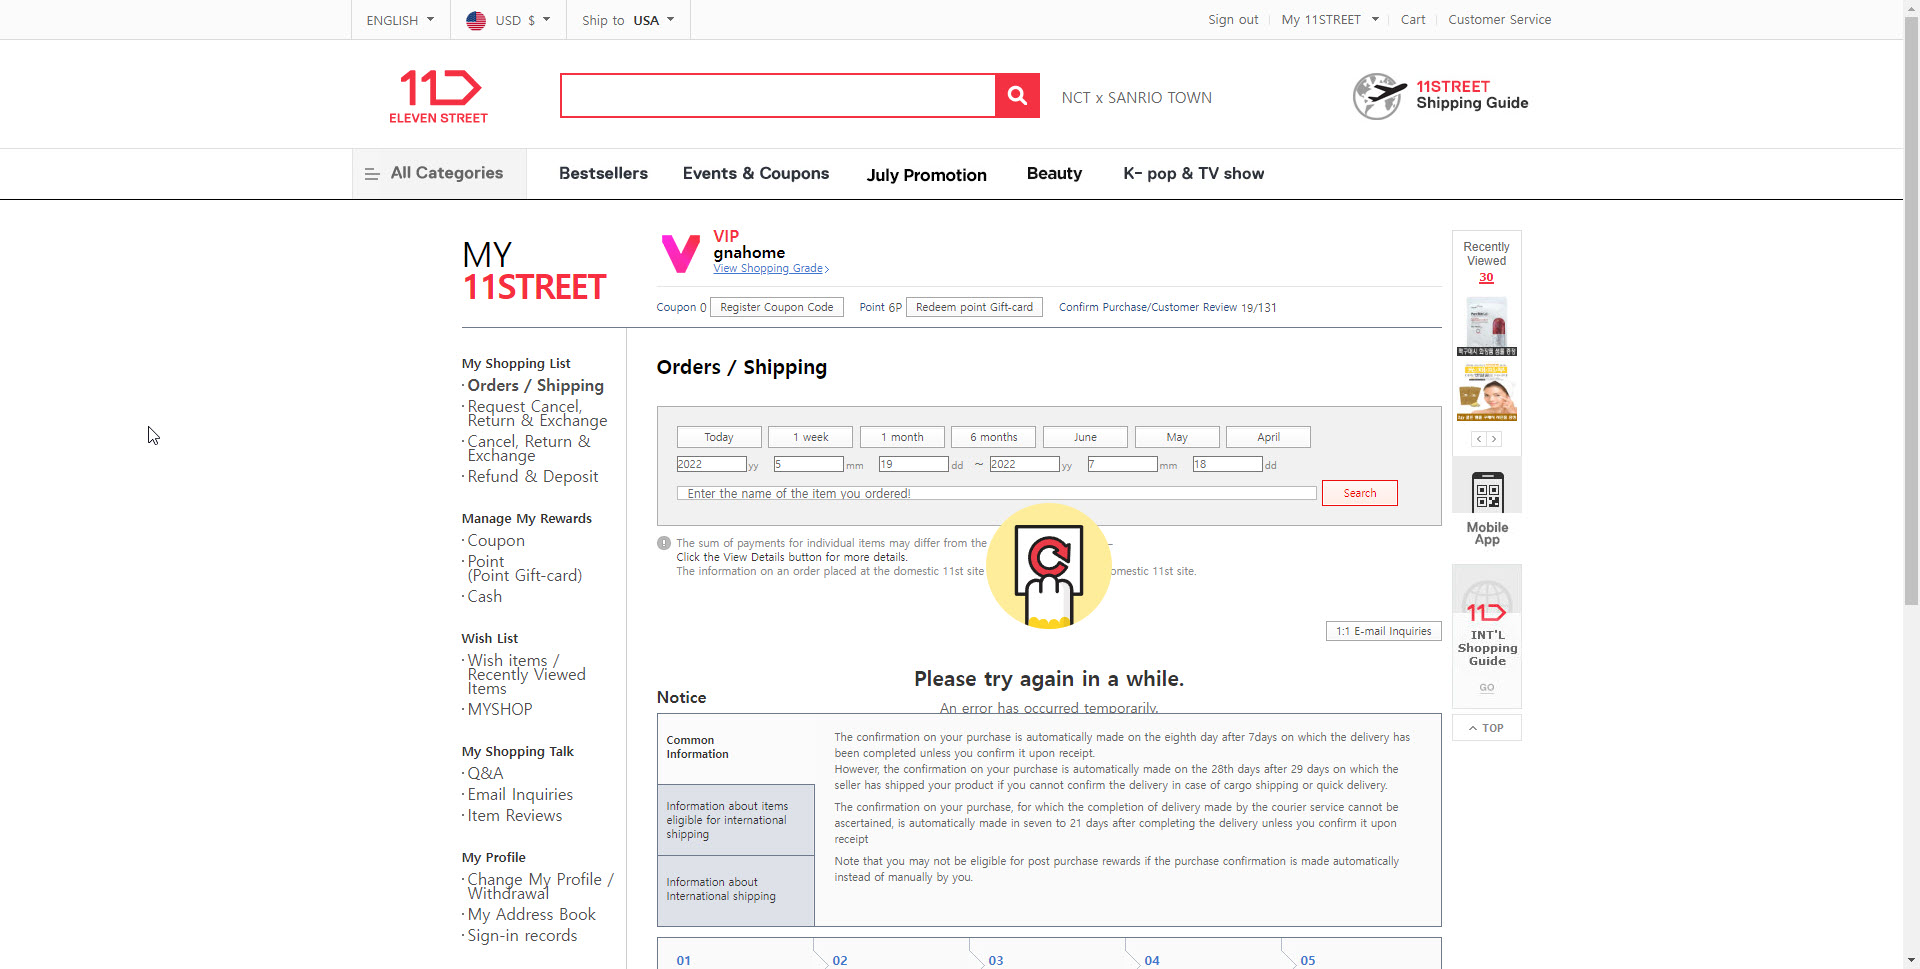 ENGLISH
USD $
Ship to USA
Sign out
My 11STREET
Cart
Customer Service
ELEVEN STREET
NCT x SANRIO TOWN
11STREET
Shipping Guide
All Categories
Bestsellers
Events & Coupons
July Promotion
Beauty
K- pop & TV show
MY
11STREET
VIP
gnahome
View Shopping Grade
Coupon 0
Register Coupon Code
Point 6P
Redeem point Gift-card
Confirm Purchase/Customer Review 19/131
My Shopping List
Orders / Shipping
Request Cancel,
Return & Exchange
Cancel, Return &
Exchange
Refund & Deposit
Manage My Rewards
Coupon
Point
(Point Gift-card)
Cash
Wish List
Wish items /
Recently Viewed
Items
MYSHOP
My Shopping Talk
Q&A
Email Inquiries
Item Reviews
My Profile
Change My Profile /
Withdrawal
My Address Book
Sign-in records
Orders / Shipping
Today
1 week
1 month
6 months
June
May
April
2022 yy 5 mm 19 dd ~ 2022 yy 7 mm 18 dd
Enter the name of the item you ordered!
Search
The sum of payments for individual items may differ from the
Click the View Details button for more details.
The information on an order placed at the domestic 11st site omestic 11st site.
1:1 E-mail Inquiries
Please try again in a while.
An error has occurred temporarily.
Notice
Common
Information
Information about items
eligible for international
shipping
Information about
International shipping
The confirmation on your purchase is automatically made on the eighth day after 7days on which the delivery has
been completed unless you confirm it upon receipt.
However, the confirmation on your purchase is automatically made on the 28th days after 29 days on which the
seller has shipped your product if you cannot confirm the delivery in case of cargo shipping or quick delivery.
The confirmation on your purchase, for which the completion of delivery made by the courier service cannot be
ascertained, is automatically made in seven to 21 days after completing the delivery unless you confirm it upon
receipt
Note that you may not be eligible for post purchase rewards if the purchase confirmation is made automatically
instead of manually by you.
01
02
03
04
05
Recently
Viewed
30
Mobile
App
INT'L
Shopping
Guide
GO
TOP